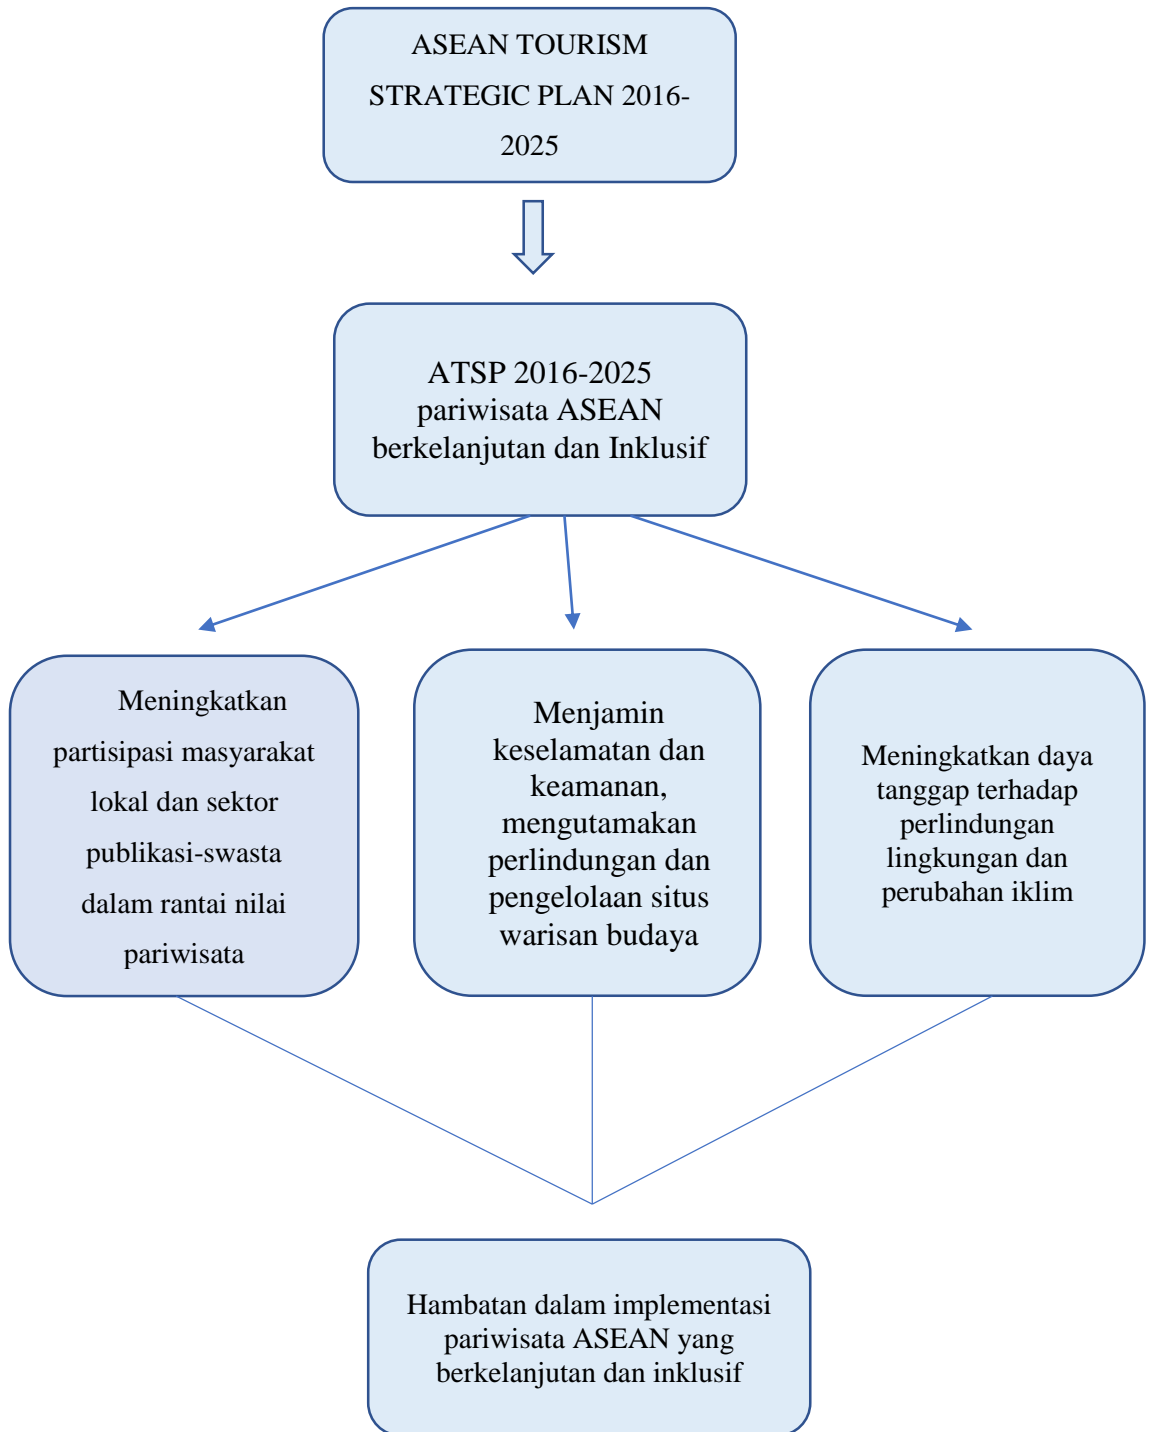 ASEAN TOURISM
STRATEGIC PLAN 2016-
2025
ATSP 2016-2025
pariwisata ASEAN
berkelanjutan dan Inklusif
Meningkatkan
partisipasi masyarakat
lokal dan sektor
publikasi-swasta
dalam rantai nilai
pariwisata
Menjamin
keselamatan dan
keamanan,
mengutamakan
perlindungan dan
pengelolaan situs
warisan budaya
Meningkatkan daya
tanggap terhadap
perlindungan
lingkungan dan
perubahan iklim
Hambatan dalam implementasi
pariwisata ASEAN yang
berkelanjutan dan inklusif